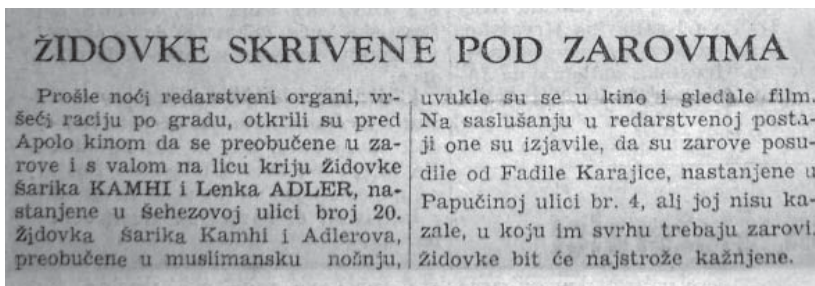 ŽIDOVKE SKRIVENE POD ZAROVIMA
Prošle noći redarstveni organi, vr-
šeći raciju po gradu, otkrili su pred
Apolo kinom da se preobučene u za-
rove i s valom na licu kriju Židovke
Šarika KAMHI i Lenka ADLER, na-
stanjene u Šehezovoj ulici broj 20.
Židovka Šarika Kamhi i Adlerova,
preobučene u muslimansku nošnju,
uvukle su se u kino i gledale film.
Na saslušanju u redarstvenoj posta-
ji one su izjavile, da su zarove posu-
dile od Fadile Karajice, nastanjene u
Papučinoj ulici br. 4, ali joj nisu ka-
zale, u koju im svrhu trebaju zarovi.
Židovke bit će najstrože kažnjene.